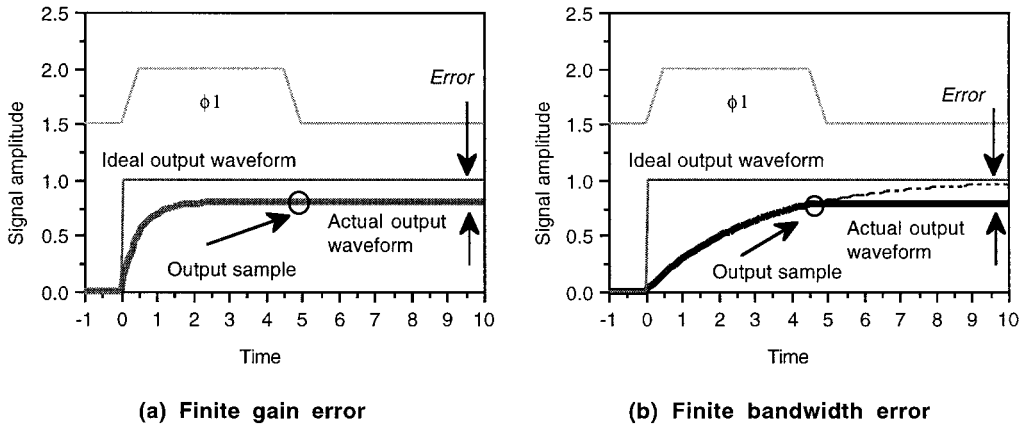 2.5
2.0
1.5
1.0
0.5
0.0
Signal amplitude
ϕ1
Error
Ideal output waveform
Actual output
waveform
Output sample
-1 0 1 2 3 4 5 6 7 8 9 10
Time
(a) Finite gain error
2.5
2.0
1.5
1.0
0.5
0.0
Signal amplitude
ϕ1
Error
Ideal output waveform
Actual output
waveform
Output sample
-1 0 1 2 3 4 5 6 7 8 9 10
Time
(b) Finite bandwidth error